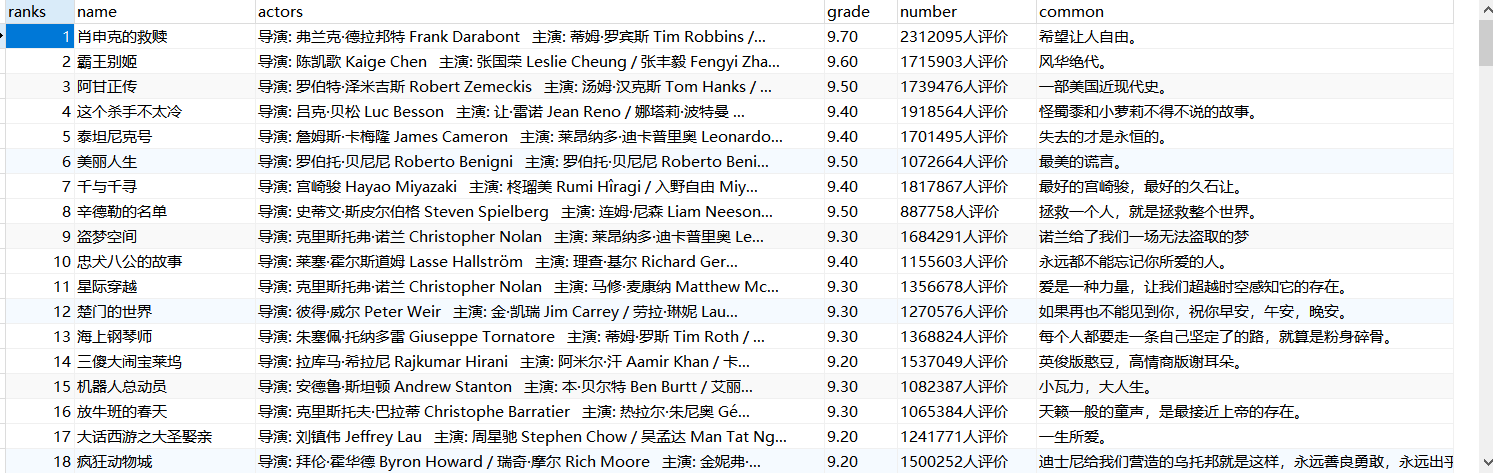 ranks name actors grade number common
1 肖申克的救赎 导演: 弗兰克·德拉邦特 Frank Darabont 主演: 蒂姆·罗宾斯 Tim Robbins /... 9.70 2312095人评价 希望让人自由。
2 霸王别姬 导演: 陈凯歌 Kaige Chen 主演: 张国荣 Leslie Cheung / 张丰毅 Fengyi Zha... 9.60 1715903人评价 风华绝代。
3 阿甘正传 导演: 罗伯特·泽米吉斯 Robert Zemeckis 主演: 汤姆·汉克斯 Tom Hanks / ... 9.50 1739476人评价 一部美国近现代史。
4 这个杀手不太冷 导演: 吕克·贝松 Luc Besson 主演: 让·雷诺 Jean Reno / 娜塔莉·波特曼 ... 9.40 1918564人评价 怪蜀黍和小萝莉不得不说的故事。
5 泰坦尼克号 导演: 詹姆斯·卡梅隆 James Cameron 主演: 莱昂纳多·迪卡普里奥 Leonardo... 9.40 1701495人评价 失去的才是永恒的。
6 美丽人生 导演: 罗伯托·贝尼尼 Roberto Benigni 主演: 罗伯托·贝尼尼 Roberto Beni... 9.50 1072664人评价 最美的谎言。
7 千与千寻 导演: 宫崎骏 Hayao Miyazaki 主演: 柊瑠美 Rumi Hîragi / 入野自由 Miy... 9.40 1817867人评价 最好的宫崎骏，最好的久石让。
8 辛德勒的名单 导演: 史蒂文·斯皮尔伯格 Steven Spielberg 主演: 连姆·尼森 Liam Neeson... 9.50 887758人评价 拯救一个人，就是拯救整个世界。
9 盗梦空间 导演: 克里斯托弗·诺兰 Christopher Nolan 主演: 莱昂纳多·迪卡普里奥 Le... 9.30 1684291人评价 诺兰给了我们一场无法盗取的梦
10 忠犬八公的故事 导演: 莱塞·霍尔斯道姆 Lasse Hallström 主演: 理查·基尔 Richard Ger... 9.40 1155603人评价 永远都不能忘记你所爱的人。
11 星际穿越 导演: 克里斯托弗·诺兰 Christopher Nolan 主演: 马修·麦康纳 Matthew Mc... 9.30 1356678人评价 爱是一种力量，让我们超越时空感知它的存在。
12 楚门的世界 导演: 彼得·威尔 Peter Weir 主演: 金·凯瑞 Jim Carrey / 劳拉·琳妮 Lau... 9.30 1270576人评价 如果再也不能见到你，祝你早安，午安，晚安。
13 海上钢琴师 导演: 朱塞佩·托纳多雷 Giuseppe Tornatore 主演: 蒂姆·罗斯 Tim Roth / ... 9.30 1368824人评价 每个人都要走一条自己坚定了的路，就算是粉身碎骨。
14 三傻大闹宝莱坞 导演: 拉库马·希拉尼 Rajkumar Hirani 主演: 阿米尔·汗 Aamir Khan / 卡... 9.20 1537049人评价 英俊版憨豆，高情商版谢耳朵。
15 机器人总动员 导演: 安德鲁·斯坦顿 Andrew Stanton 主演: 本·贝尔特 Ben Burtt / 艾丽... 9.30 1082387人评价 小瓦力，大人生。
16 放牛班的春天 导演: 克里斯托夫·巴拉蒂 Christophe Barratier 主演: 热拉尔·朱尼奥 Gé... 9.30 1065384人评价 天籁一般的童声，是最接近上帝的存在。
17 大话西游之大圣娶亲 导演: 刘镇伟 Jeffrey Lau 主演: 周星驰 Stephen Chow / 吴孟达 Man Tat Ng... 9.20 1241771人评价 一生所爱。
18 疯狂动物城 导演: 拜伦·霍华德 Byron Howard / 瑞奇·摩尔 Rich Moore 主演: 金妮弗·... 9.20 1500252人评价 迪士尼给我们营造的乌托邦就是这样，永远善良勇敢，永远出乎